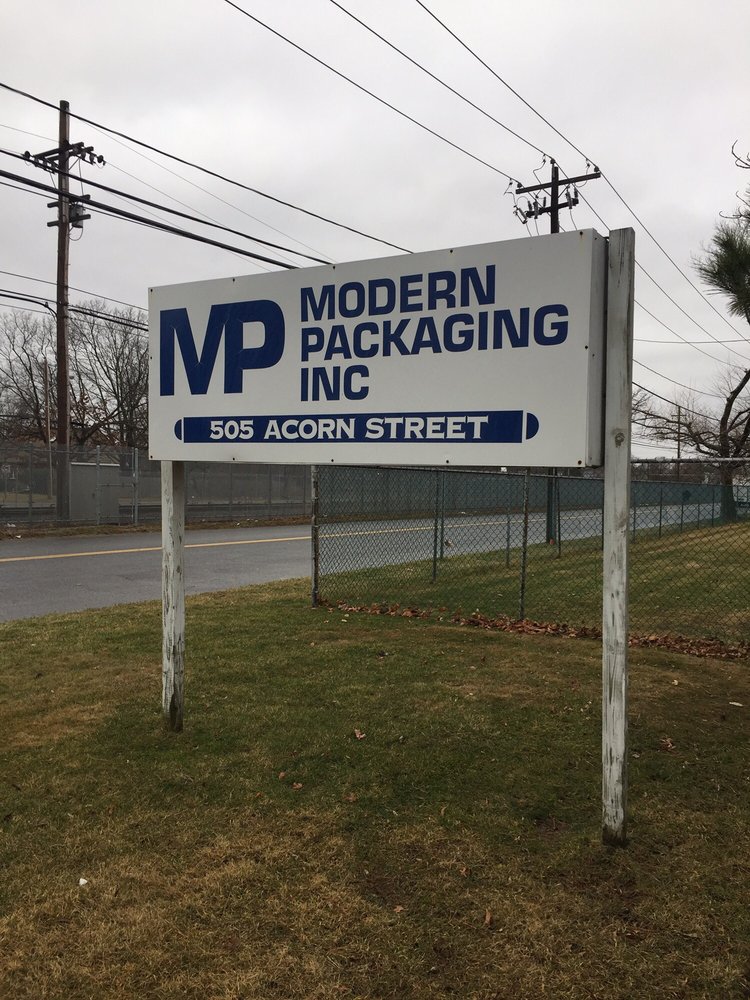 MP
MODERN
PACKAGING
INC
505 ACORN STREET